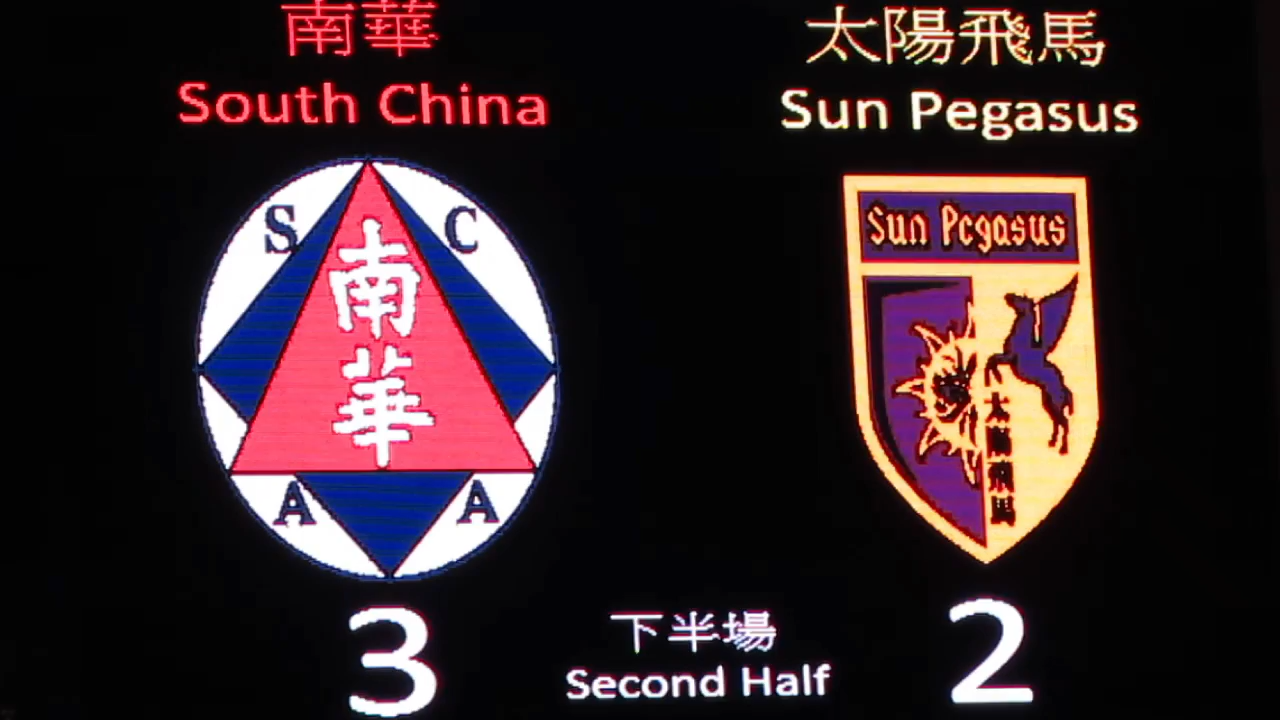 南華
South China
太陽飛馬
Sun Pegasus
S C
南
華
A A
Sun Pegasus
太
陽
飛
馬
3
下半場
Second Half
2